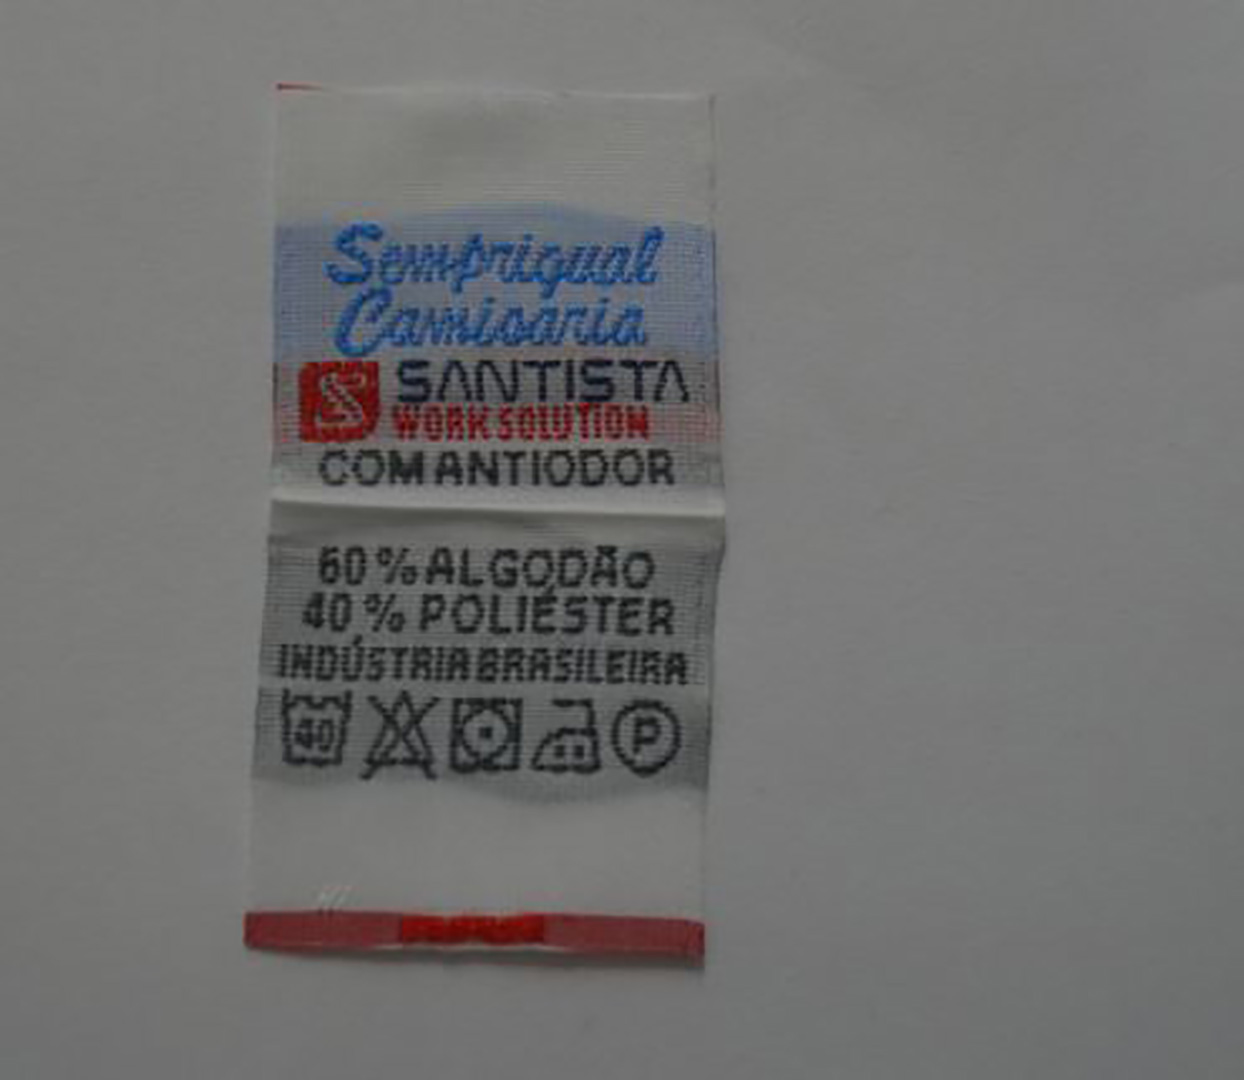 Sempriqual
Camisaria
S SANTISTA
WORK SOLUTION
COM ANTIODOR
60% ALGODÃO
40% POLIÉSTER
INDÚSTRIA BRASILEIRA
40 P